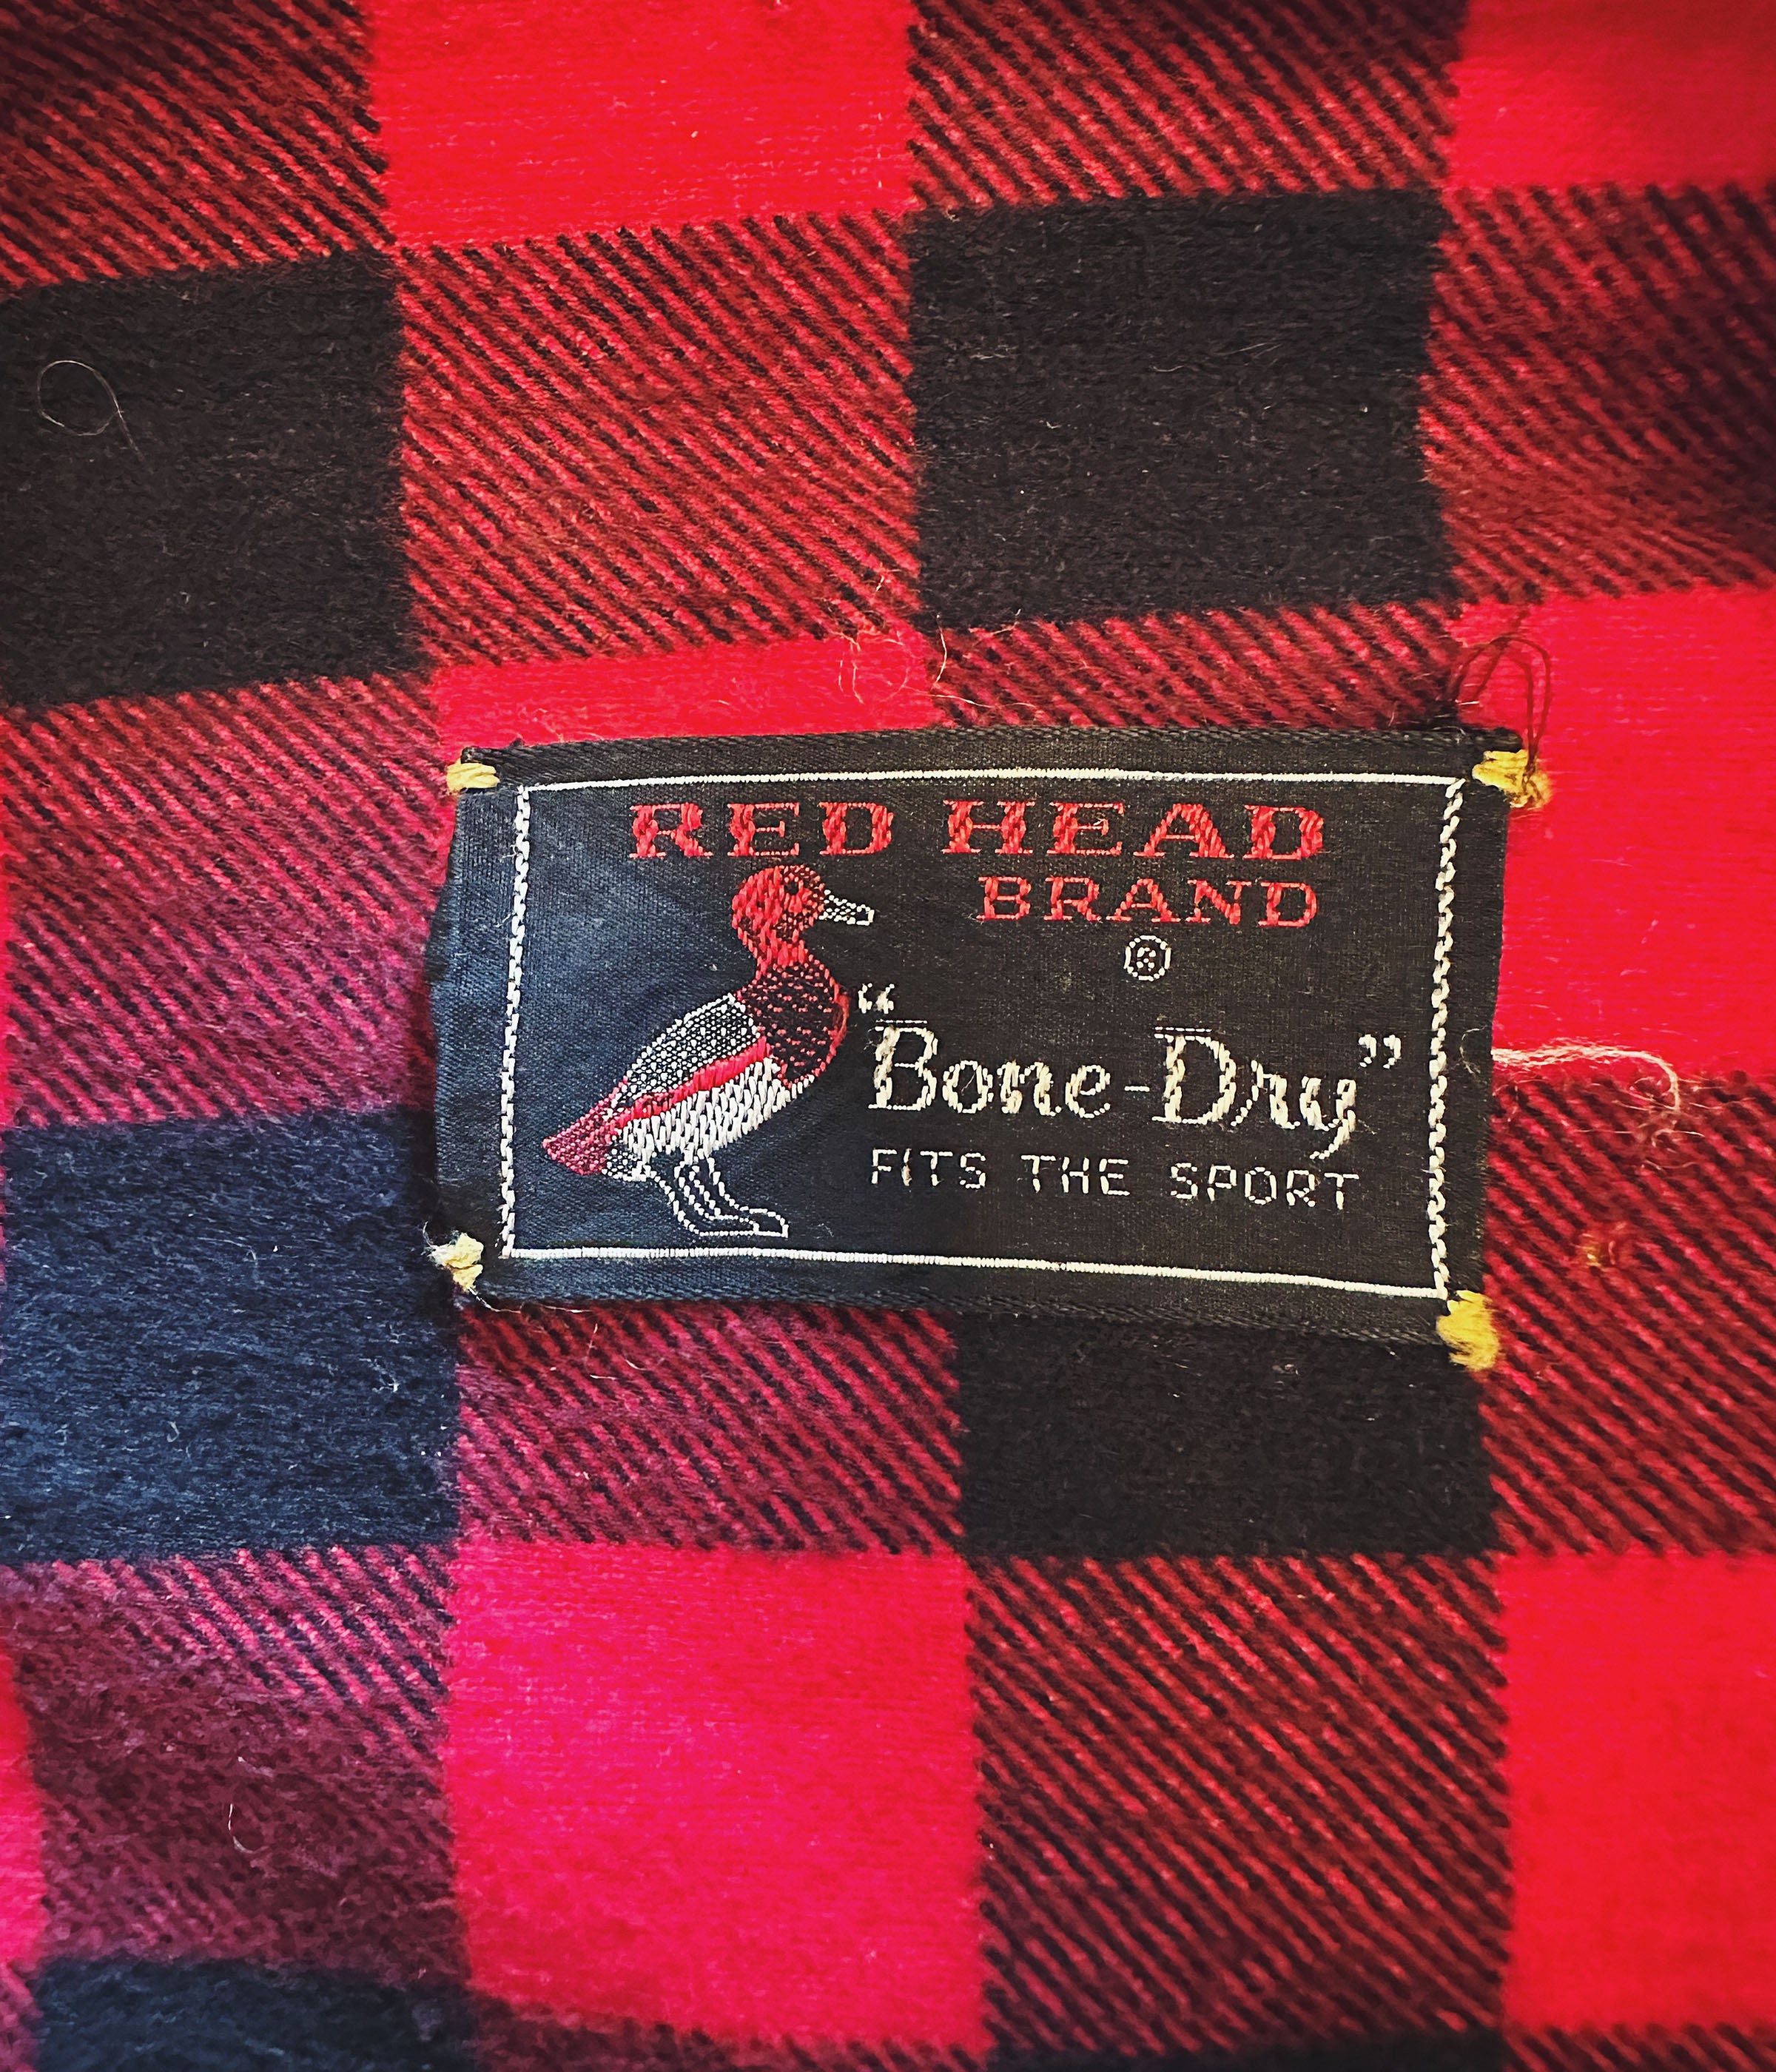 RED HEAD
BRAND
®
“Bone-Dry”
FITS THE SPORT